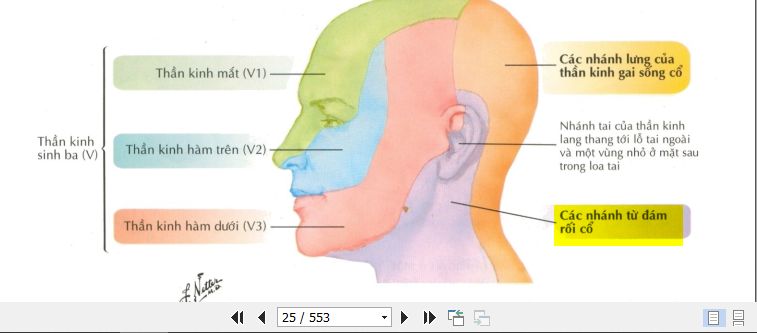 Thần kinh
sinh ba (V)
Thần kinh mắt (V1)
Thần kinh hàm trên (V2)
Thần kinh hàm dưới (V3)
Các nhánh lưng của
thần kinh gai sống cổ
Nhánh tai của thần kinh
lang thang tới lỗ tai ngoài
và một vùng nhỏ ở mặt sau
trong loa tai
Các nhánh từ đám
rối cổ
F. Netter
M.D.
25 / 553